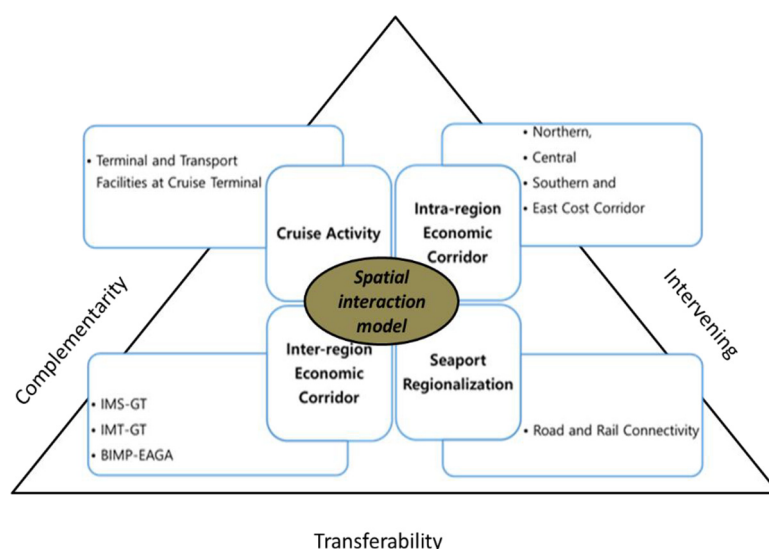 • Terminal and Transport
Facilities at Cruise Terminal
• Northern,
• Central
• Southern and
• East Cost Corridor
Cruise Activity
Intra-region
Economic
Corridor
Spatial
interaction
model
Complementarity
Intervening
Inter-region
Economic
Corridor
Seaport
Regionalization
• IMS-GT
• IMT-GT
• BIMP-EAGA
• Road and Rail Connectivity
Transferability